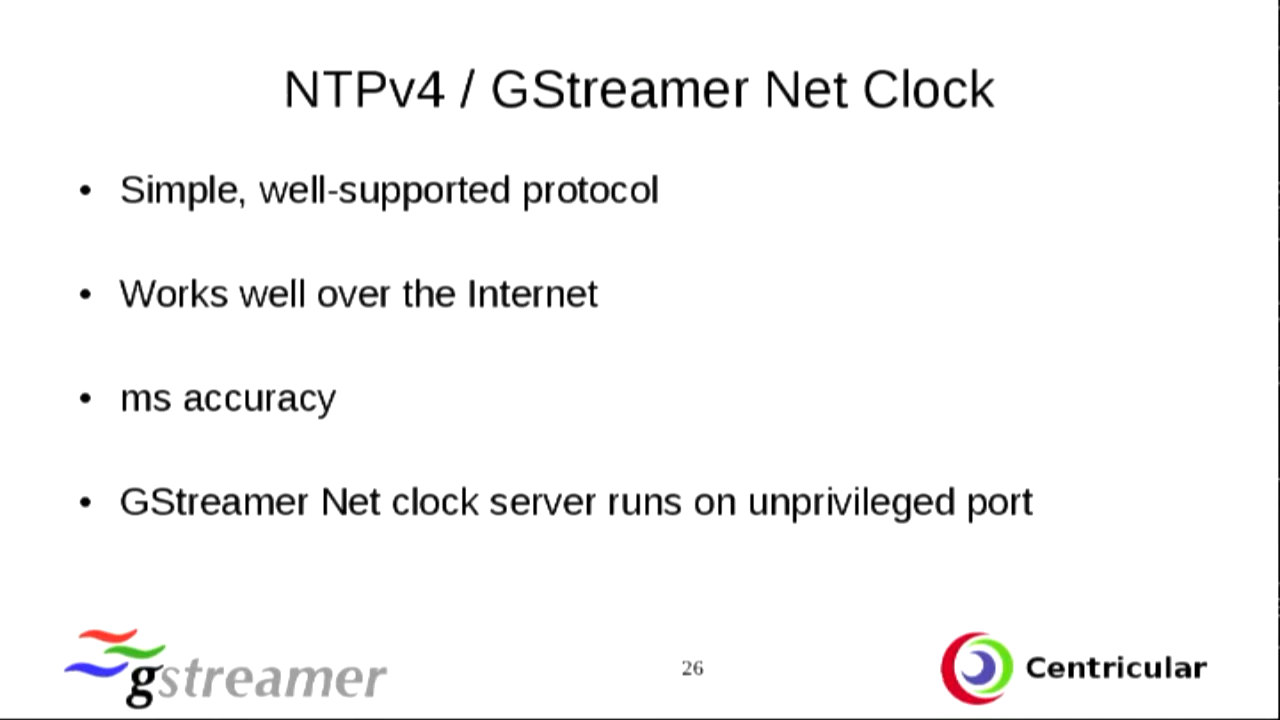 NTPv4 / GStreamer Net Clock
• Simple, well-supported protocol
• Works well over the Internet
• ms accuracy
• GStreamer Net clock server runs on unprivileged port
gstreamer
26
Centricular